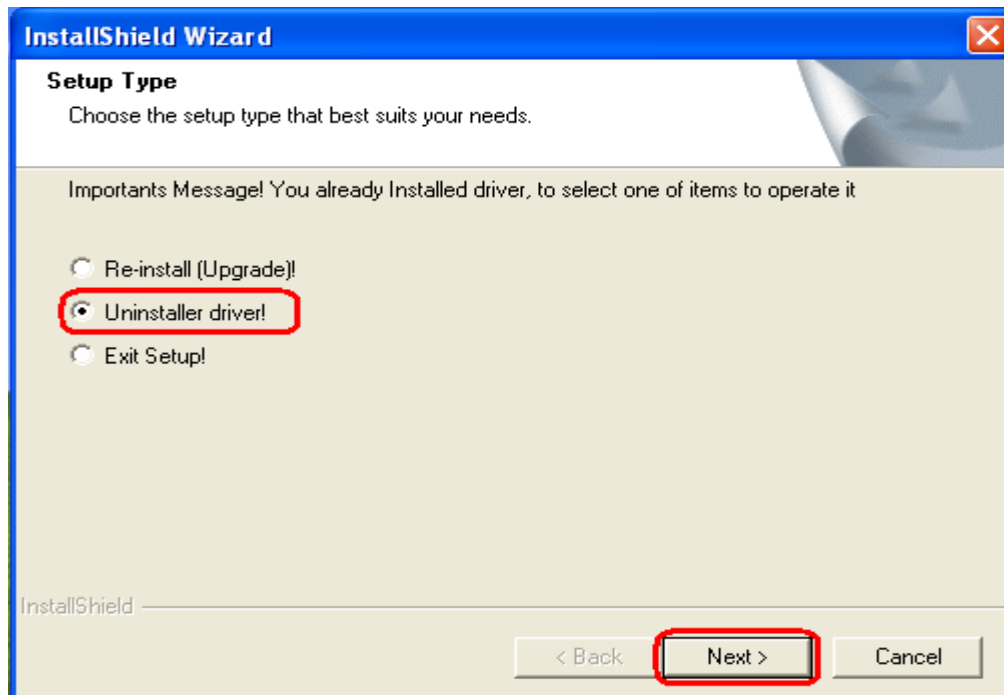 InstallShield Wizard
Setup Type
Choose the setup type that best suits your needs.
Importants Message! You already Installed driver, to select one of items to operate it
Re-install (Upgrade)!
Uninstaller driver!
Exit Setup!
InstallShield
< Back
Next >
Cancel